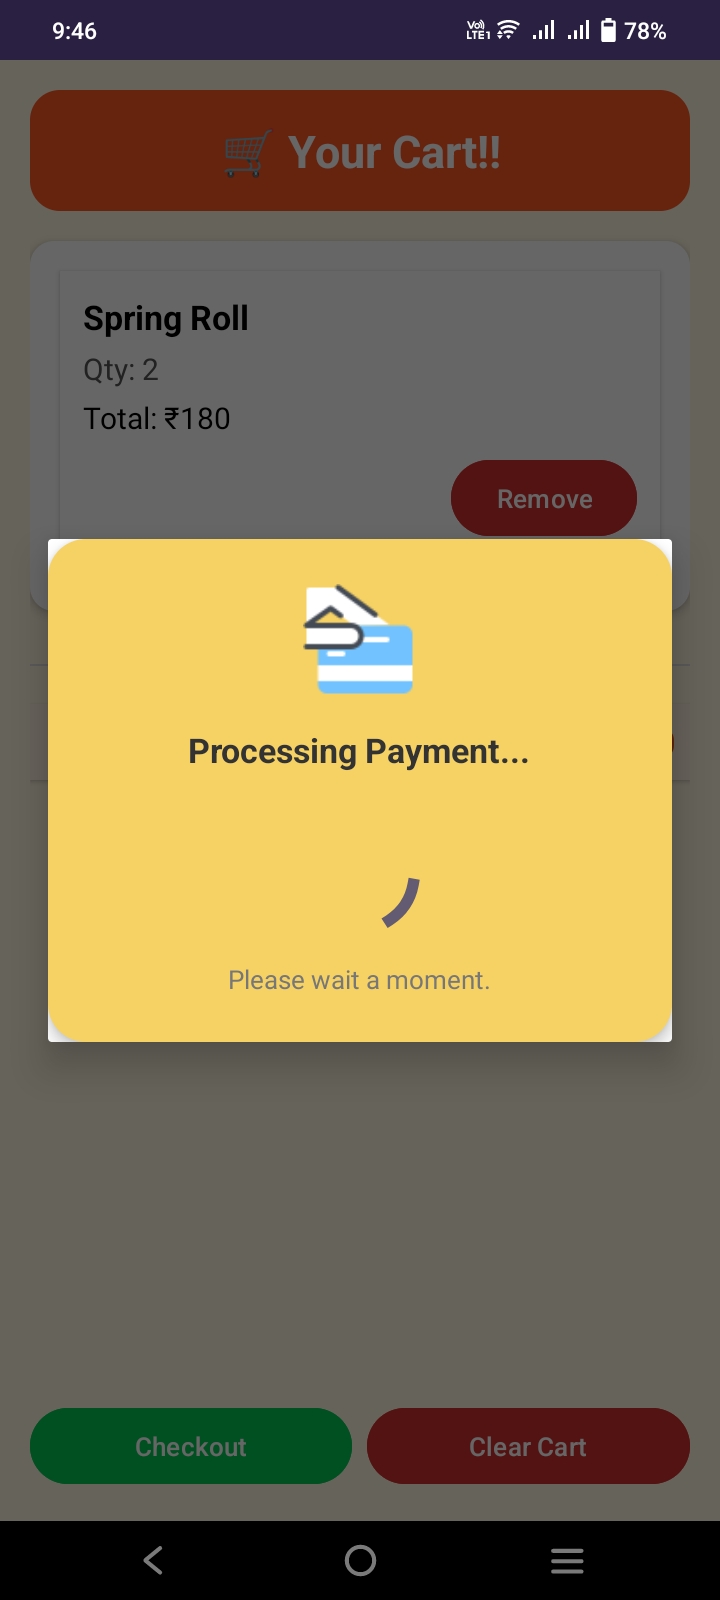 9:46
Vo) LTE1 78%
🛒 Your Cart!!
Spring Roll
Qty: 2
Total: ₹180
Remove
Processing Payment...
Please wait a moment.
Checkout
Clear Cart